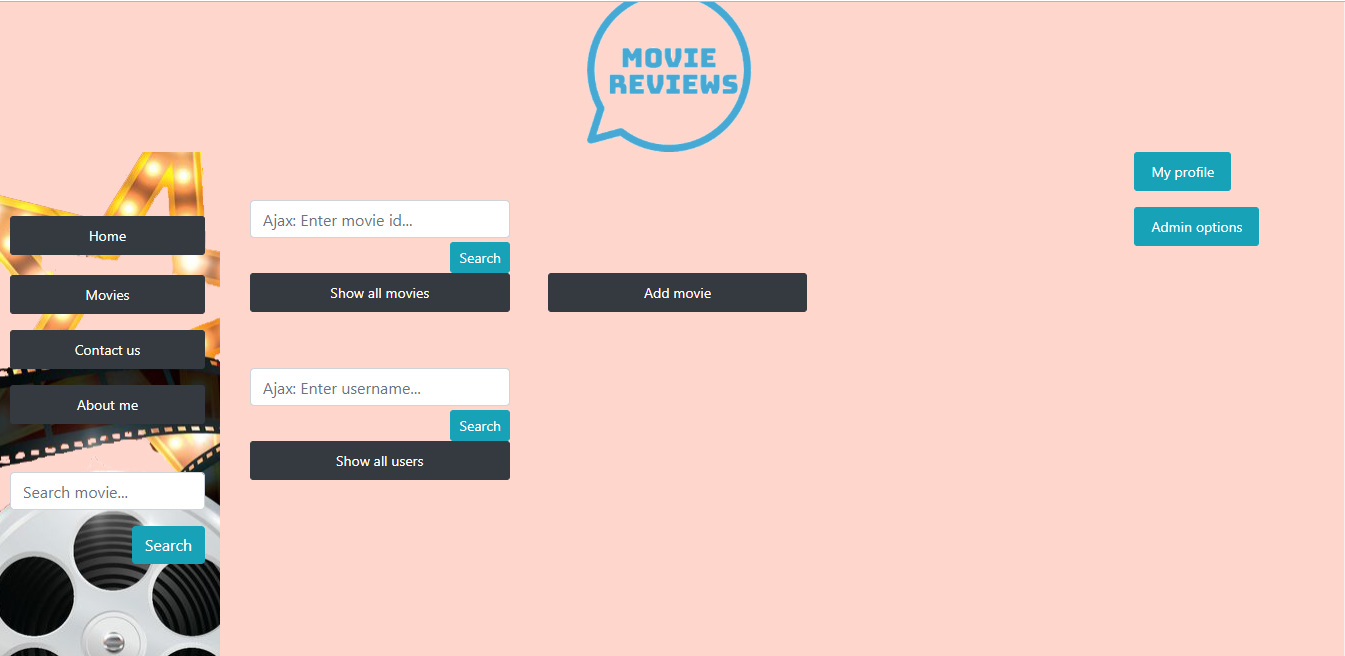 MOVIE
REVIEWS
My profile
Admin options
Home
Movies
Contact us
About me
Search movie...
Search
Ajax: Enter movie id...
Search
Show all movies
Add movie
Ajax: Enter username...
Search
Show all users